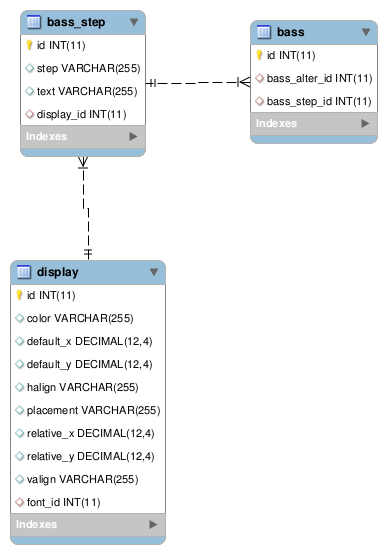 bass_step
id INT(11)
step VARCHAR(255)
text VARCHAR(255)
display_id INT(11)
Indexes
bass
id INT(11)
bass_alter_id INT(11)
bass_step_id INT(11)
Indexes
display
id INT(11)
color VARCHAR(255)
default_x DECIMAL(12,4)
default_y DECIMAL(12,4)
halign VARCHAR(255)
placement VARCHAR(255)
relative_x DECIMAL(12,4)
relative_y DECIMAL(12,4)
valign VARCHAR(255)
font_id INT(11)
Indexes